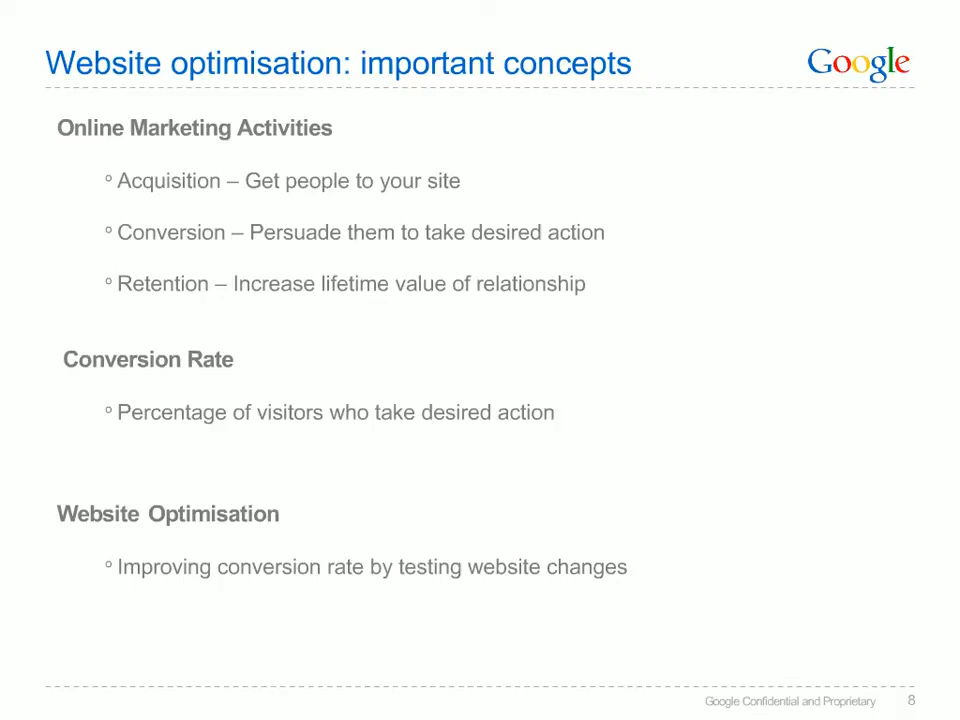 Website optimisation: important concepts
Google
Online Marketing Activities
º Acquisition – Get people to your site
º Conversion – Persuade them to take desired action
º Retention – Increase lifetime value of relationship
Conversion Rate
º Percentage of visitors who take desired action
Website Optimisation
º Improving conversion rate by testing website changes
Google Confidential and Proprietary 8